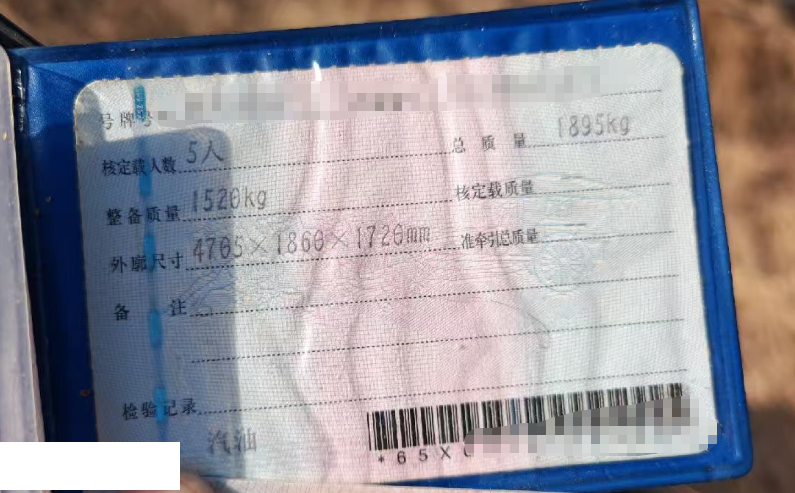 号牌号
核定载人数 5人 总质量 1895kg
整备质量 1520kg 核定载质量
外廓尺寸 4705×1860×1720mm 准牵引总质量
备注
检验记录
汽油
*65X